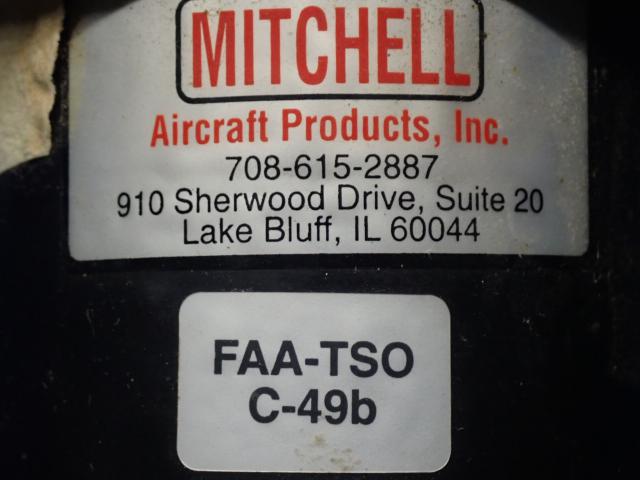 MITCHELL
Aircraft Products, Inc.
708-615-2887
910 Sherwood Drive, Suite 20
Lake Bluff, IL 60044
FAA-TSO
C-49b